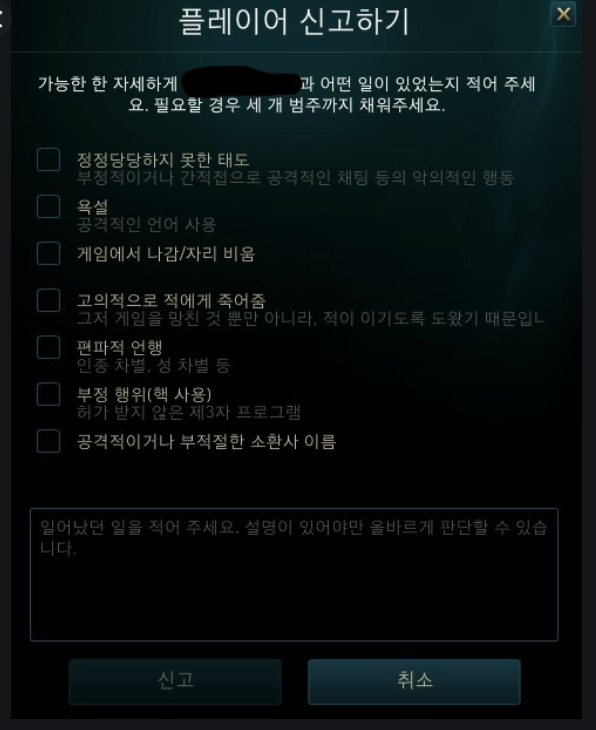 플레이어 신고하기
가능한 한 자세하게 과 어떤 일이 있었는지 적어 주세
요. 필요할 경우 세 개 범주까지 채워주세요.
정정당당하지 못한 태도
부정적이거나 간적접으로 공격적인 채팅 등의 악의적인 행동
욕설
공격적인 언어 사용
게임에서 나감/자리 비움
고의적으로 적에게 죽어줌
그저 게임을 망친 것 뿐만 아니라, 적이 이기도록 도왔기 때문입니
편파적 언행
인종 차별, 성 차별 등
부정 행위(핵 사용)
허가 받지 않은 제3자 프로그램
공격적이거나 부적절한 소환사 이름
일어났던 일을 적어 주세요. 설명이 있어야만 올바르게 판단할 수 있습
니다.
신고
취소